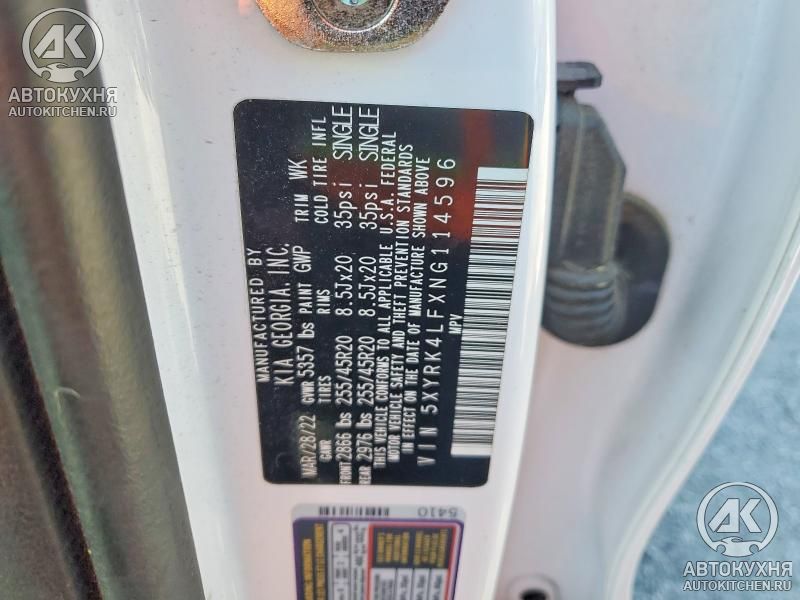 АК
АВТОКУХНЯ
AUTOKITCHEN.RU
MANUFACTURED BY
KIA GEORGIA, INC.
MAR/28/22 GVWR 5357 lbs PAINT GWP TRIM WK
GWR TIRES RIMS COLD TIRE INFL
FRONT 2866 lbs 255/45R20 8.5Jx20 35psi SINGLE
REAR 2976 lbs 255/45R20 8.5Jx20 35psi SINGLE
THIS VEHICLE CONFORMS TO ALL APPLICABLE U.S.A. FEDERAL
MOTOR VEHICLE SAFETY AND THEFT PREVENTION STANDARDS
IN EFFECT ON THE DATE OF MANUFACTURE SHOWN ABOVE
VIN 5XYRK4LFXNG114596
MPV
5410
АК
АВТОКУХНЯ
AUTOKITCHEN.RU